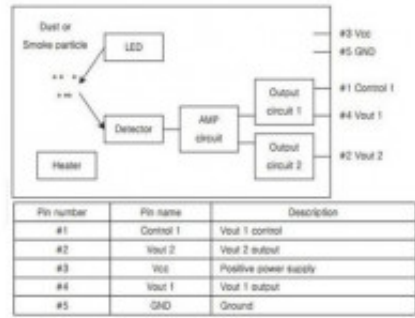 Dust or
Smoke particle
LED
Detector
Heater
AMP
circuit
Output
circuit 1
Output
circuit 2
#3 Vcc
#5 GND
#1 Control 1
#4 Vout 1
#2 Vout 2
Pin number Pin name Description
#1 Control 1 Vout 1 control
#2 Vout 2 Vout 2 output
#3 Vcc Positive power supply
#4 Vout 1 Vout 1 output
#5 GND Ground